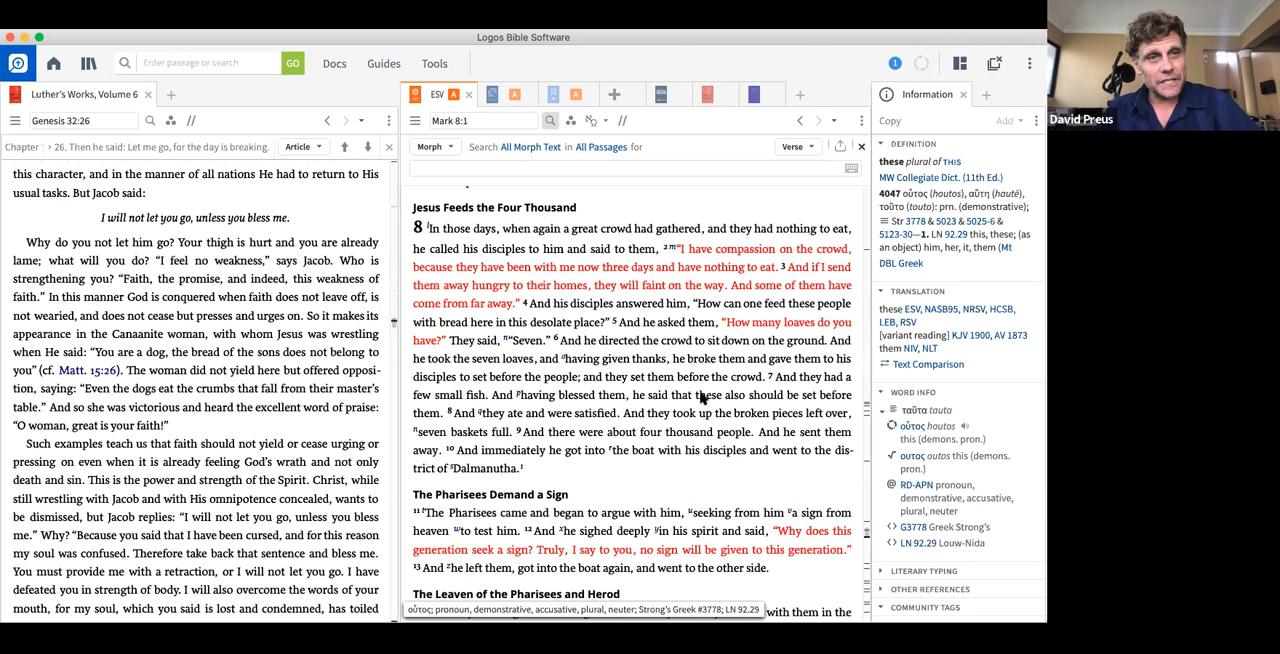 Logos Bible Software
Enter passage or search
GO
Docs
Guides
Tools
1
Luther's Works, Volume 6
Genesis 32:26
Chapter › 26. Then he said: Let me go, for the day is breaking.
Article
this character, and in the manner of all nations He had to return to His
usual tasks. But Jacob said:
I will not let you go, unless you bless me.
Why do you not let him go? Your thigh is hurt and you are already
lame; what will you do? “I feel no weakness,” says Jacob. Who is
strengthening you? “Faith, the promise, and indeed, this weakness of
faith.” In this manner God is conquered when faith does not leave off, is
not wearied, and does not cease but presses and urges on. So it makes its
appearance in the Canaanite woman, with whom Jesus was wrestling
when He said: “You are a dog, the bread of the sons does not belong to
you” (cf. Matt. 15:26). The woman did not yield here but offered opposi-
tion, saying: “Even the dogs eat the crumbs that fall from their master’s
table.” And so she was victorious and heard the excellent word of praise:
“O woman, great is your faith!”
Such examples teach us that faith should not yield or cease urging or
pressing on even when it is already feeling God’s wrath and not only
death and sin. This is the power and strength of the Spirit. Christ, while
still wrestling with Jacob and with His omnipotence concealed, wants to
be dismissed, but Jacob replies: “I will not let you go, unless you bless
me.” Why? “Because you said that I have been cursed, and for this reason
my soul was confused. Therefore take back that sentence and bless me.
You must provide me with a retraction, or I will not let you go. I have
defeated you in strength of body. I will also overcome the words of your
mouth, for my soul, which you said is lost and condemned, has toiled
ESV A
A
A
Mark 8:1
Morph
Search All Morph Text in All Passages for
Verse
Jesus Feeds the Four Thousand
8 l In those days, when again a great crowd had gathered, and they had nothing to eat,
he called his disciples to him and said to them, 2 m “I have compassion on the crowd,
because they have been with me now three days and have nothing to eat. 3 And if I send
them away hungry to their homes, they will faint on the way. And some of them have
come from far away.” 4 And his disciples answered him, “How can one feed these people
with bread here in this desolate place?” 5 And he asked them, “How many loaves do you
have?” They said, n “Seven.” 6 And he directed the crowd to sit down on the ground. And
he took the seven loaves, and o having given thanks, he broke them and gave them to his
disciples to set before the people; and they set them before the crowd. 7 And they had a
few small fish. And p having blessed them, he said that these also should be set before
them. 8 And q they ate and were satisfied. And they took up the broken pieces left over,
n seven baskets full. 9 And there were about four thousand people. And he sent them
away. 10 And immediately he got into r the boat with his disciples and went to the dis-
trict of s Dalmanutha. 1
The Pharisees Demand a Sign
11 t The Pharisees came and began to argue with him, u seeking from him v a sign from
heaven w to test him. 12 And x he sighed deeply y in his spirit and said, “Why does this
generation seek a sign? Truly, I say to you, no sign will be given to this generation.”
13 And z he left them, got into the boat again, and went to the other side.
The Leaven of the Pharisees and Herod
with them in the
οὗτος; pronoun, demonstrative, accusative, plural, neuter; Strong's Greek #3778; LN 92.29
Information
Copy
Add
DEFINITION
these plural of THIS
MW Collegiate Dict. (11th Ed.)
4047 οὗτος (houtos), αὕτη (hautē),
τοῦτο (touto): prn. (demonstrative);
≡ Str 3778 & 5023 & 5025-6 &
5123-30—1. LN 92.29 this, these; (as
an object) him, her, it, them (Mt
DBL Greek
TRANSLATION
these ESV, NASB95, NRSV, HCSB,
LEB, RSV
[variant reading] KJV 1900, AV 1873
them NIV, NLT
Text Comparison
WORD INFO
ταῦτα tauta
οὗτος houtos
this (demons. pron.)
ουτος outos this (demons.
pron.)
@ RD-APN pronoun,
demonstrative, accusative,
plural, neuter
G3778 Greek Strong's
LN 92.29 Louw-Nida
LITERARY TYPING
OTHER REFERENCES
COMMUNITY TAGS
David Preus